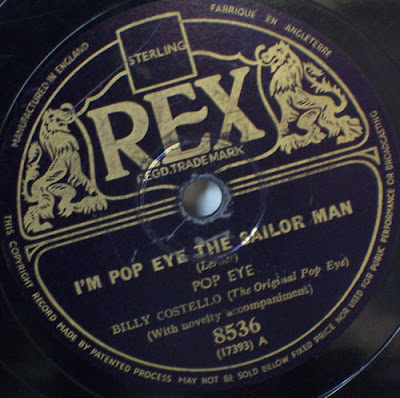 MANUFACTURED IN ENGLAND
FABRIQUÉ EN ANGLETERRE
STERLING
REX
REGD. TRADE MARK
I'M POP EYE THE SAILOR MAN
(Lerner)
POP EYE
BILLY COSTELLO (The Original Pop Eye)
(With novelty accompaniment)
8536
(17393) A
THIS COPYRIGHT RECORD MADE BY PATENTED PROCESS MAY NOT BE SOLD BELOW FIXED PRICE NOR USED FOR PUBLIC PERFORMANCE OR BROADCASTING